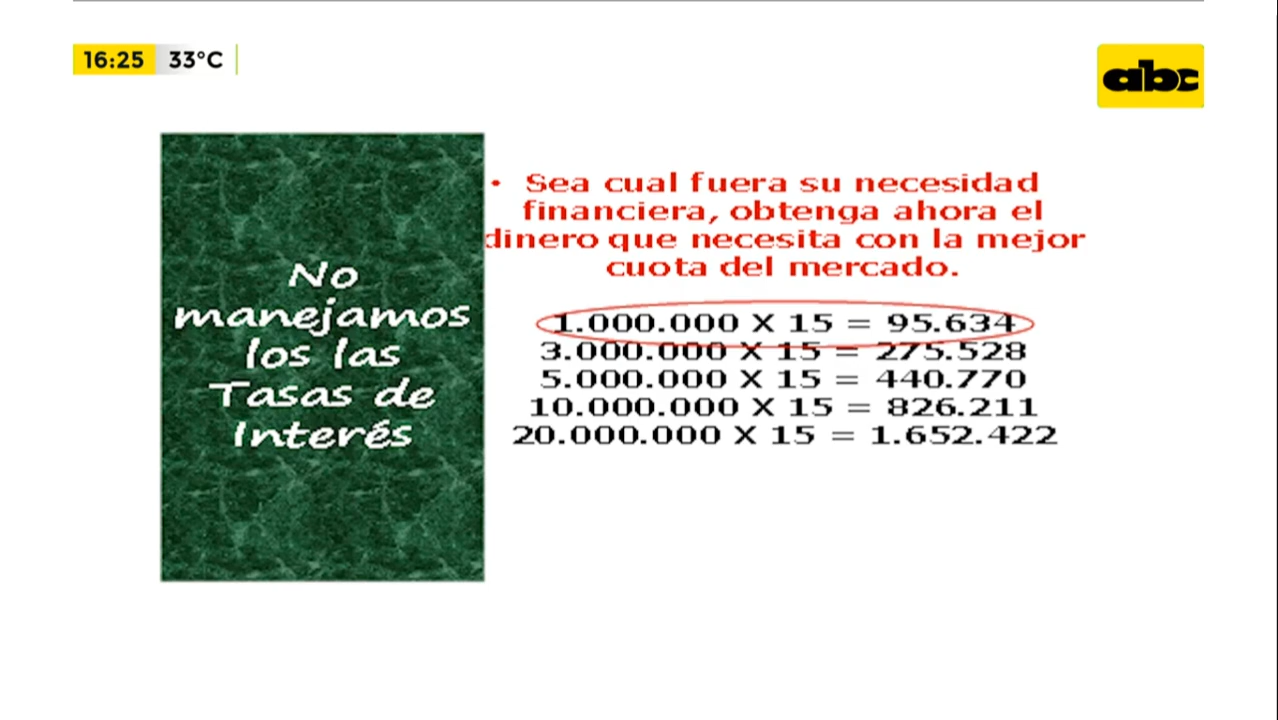 16:25 33°C
abc
No
manejamos
los las
Tasas de
Interés
• Sea cual fuera su necesidad
financiera, obtenga ahora el
dinero que necesita con la mejor
cuota del mercado.
1.000.000 X 15 = 95.634
3.000.000 X 15 = 275.528
5.000.000 X 15 = 440.770
10.000.000 X 15 = 826.211
20.000.000 X 15 = 1.652.422